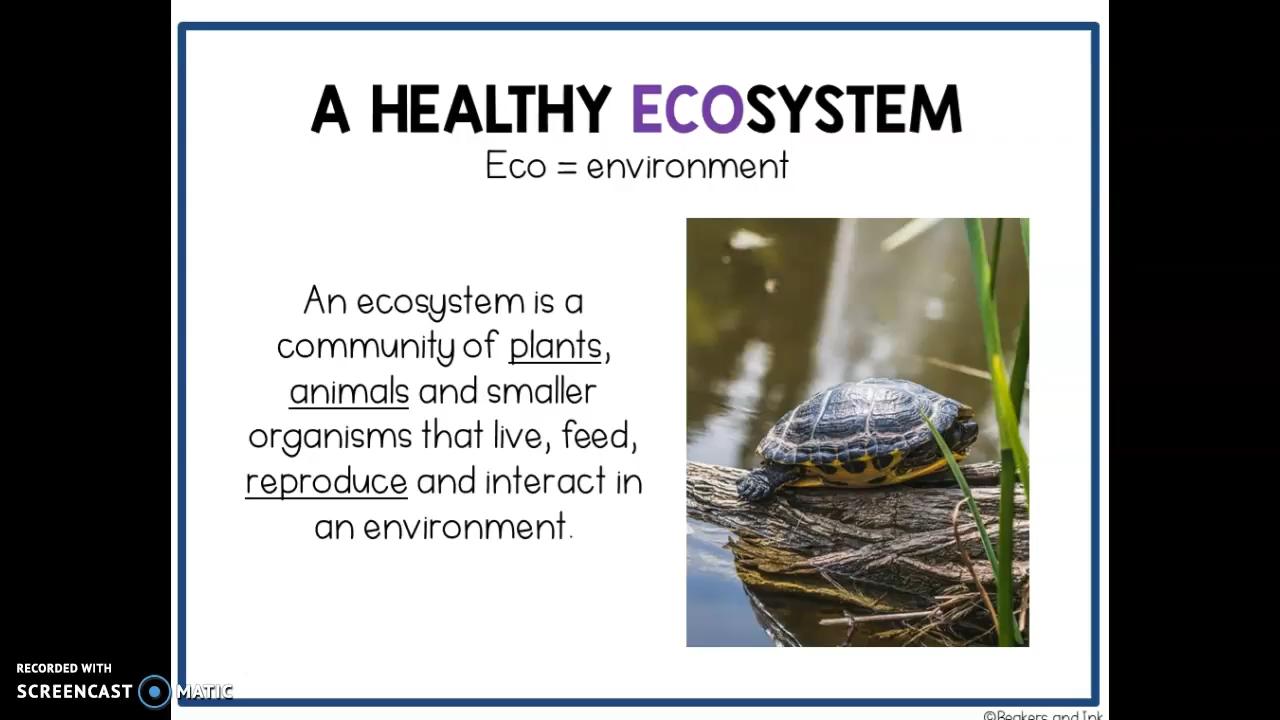 A HEALTHY ECOSYSTEM
Eco = environment
An ecosystem is a
community of plants,
animals and smaller
organisms that live, feed,
reproduce and interact in
an environment.
RECORDED WITH
SCREENCAST MATIC
©Beakers and Ink